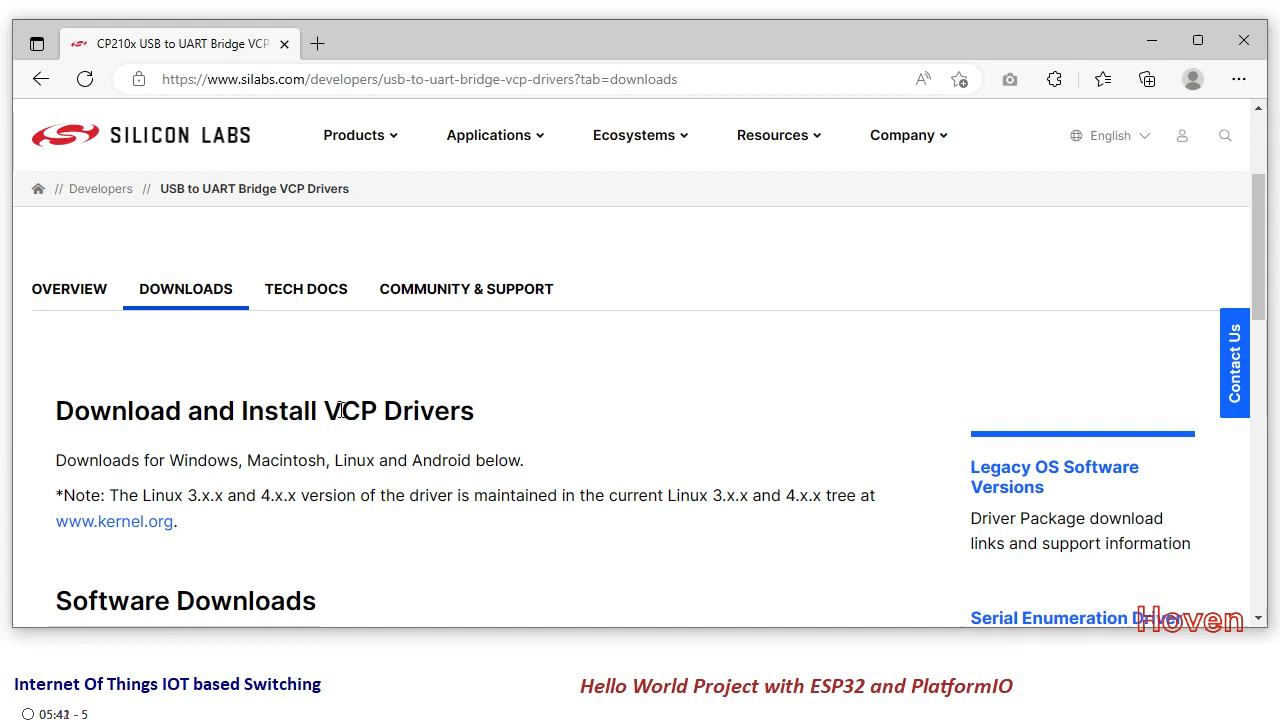 CP210x USB to UART Bridge VCP
https://www.silabs.com/developers/usb-to-uart-bridge-vcp-drivers?tab=downloads
SILICON LABS
Products
Applications
Ecosystems
Resources
Company
English
// Developers // USB to UART Bridge VCP Drivers
OVERVIEW
DOWNLOADS
TECH DOCS
COMMUNITY & SUPPORT
Contact Us
Download and Install VCP Drivers
Downloads for Windows, Macintosh, Linux and Android below.
*Note: The Linux 3.x.x and 4.x.x version of the driver is maintained in the current Linux 3.x.x and 4.x.x tree at
www.kernel.org.
Software Downloads
Legacy OS Software
Versions
Driver Package download
links and support information
Serial Enumeration Driver
Hoven
Internet Of Things IOT based Switching
Hello World Project with ESP32 and PlatformIO